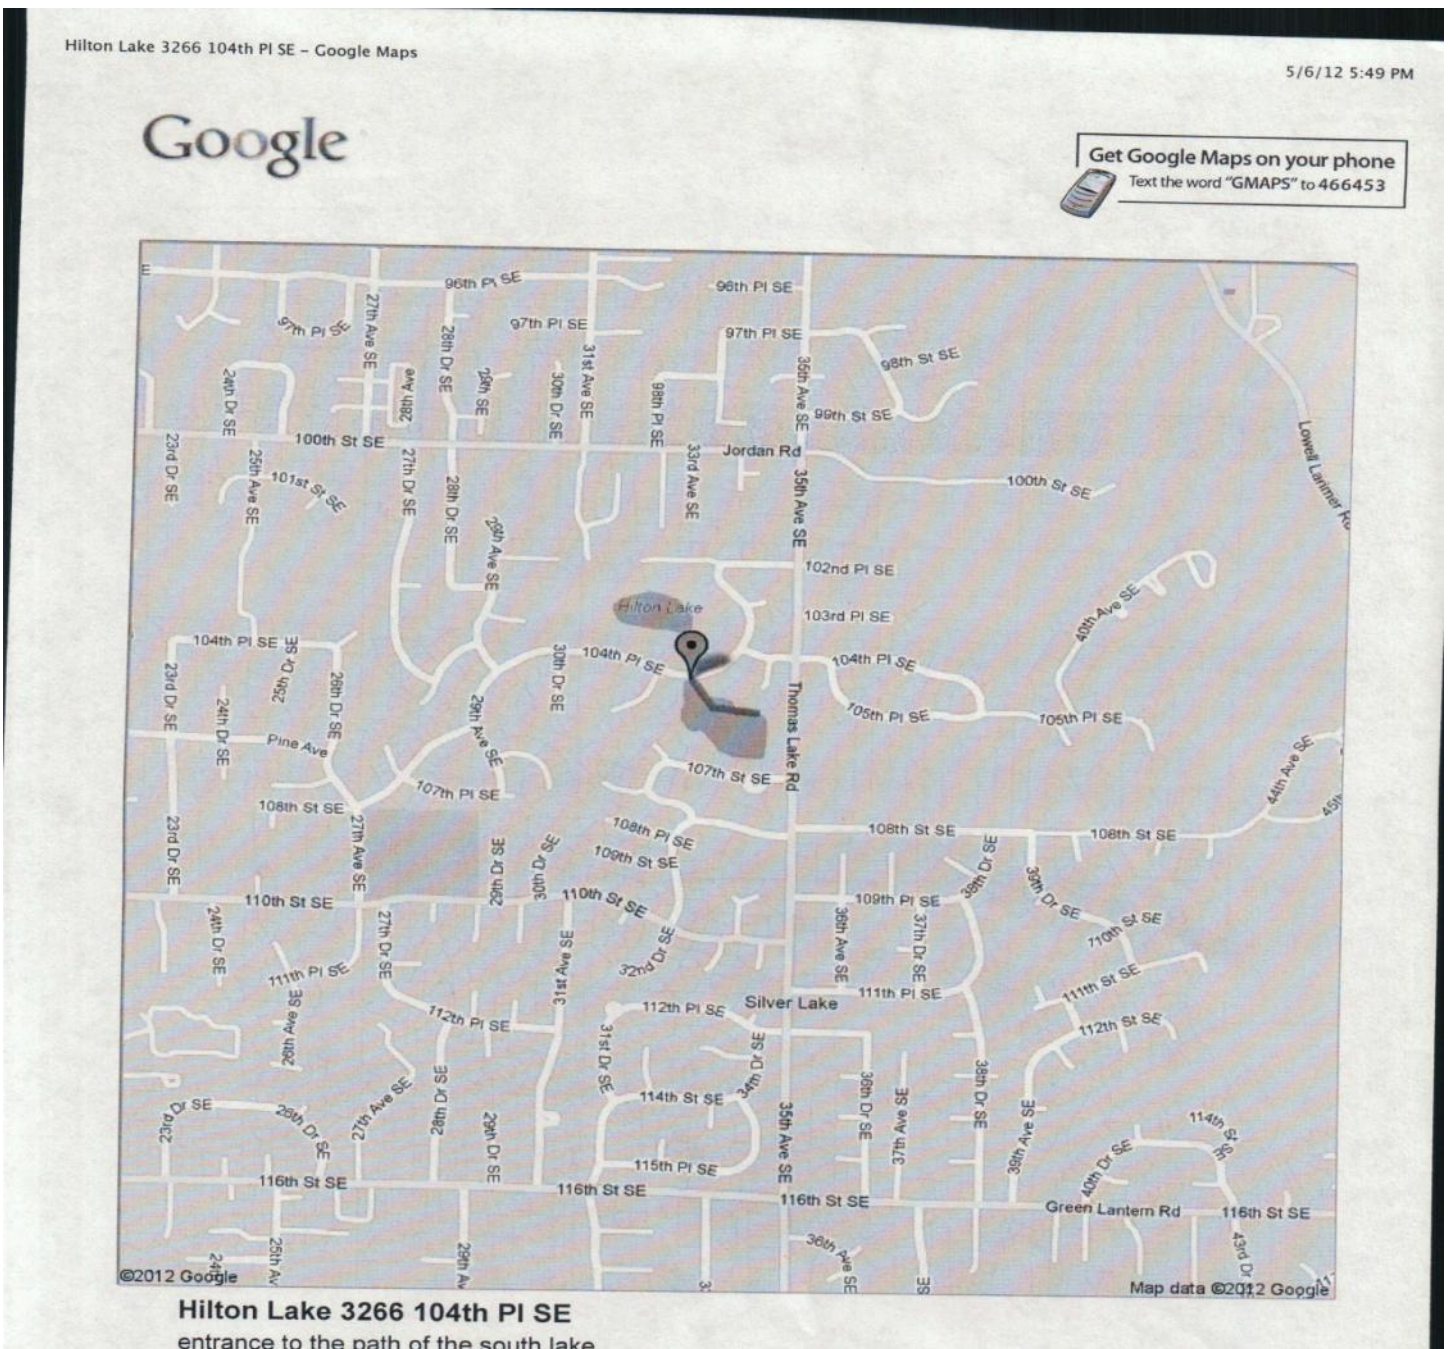 Hilton Lake 3266 104th Pl SE – Google Maps
5/6/12 5:49 PM
Google
Get Google Maps on your phone
Text the word "GMAPS" to 466453
E
96th Pl SE
96th Pl SE
97th Pl SE
27th Ave SE
28th Dr SE
97th Pl SE
31st Ave SE
97th Pl SE
35th Ave SE
98th St SE
24th Dr SE
28th Ave
29th SE
30th Dr SE
98th Pl SE
99th St SE
Lowell Larimer Rd
23rd Dr SE
25th Ave SE
100th St SE
27th Dr SE
28th Dr SE
33rd Ave SE
Jordan Rd
35th Ave SE
100th St SE
101st St SE
29th Ave SE
102nd Pl SE
Hilton Lake
103rd Pl SE
40th Ave SE
104th Pl SE
25th Dr SE
30th Dr SE
104th Pl SE
104th Pl SE
23rd Dr SE
24th Dr SE
26th Dr SE
29th Ave SE
Thomas Lake Rd
105th Pl SE
105th Pl SE
Pine Ave
107th St SE
44th Ave SE
107th Pl SE
108th St SE
45th
23rd Dr SE
27th Ave SE
108th Pl SE
108th St SE
108th St SE
109th St SE
29th Dr SE
30th Dr SE
38th Dr SE
39th Dr SE
110th St SE
110th St SE
109th Pl SE
24th Dr SE
27th Dr SE
31st Ave SE
32nd Dr SE
36th Ave SE
37th Dr SE
110th St SE
111th Pl SE
111th Pl SE
111th St SE
26th Ave SE
112th Pl SE
112th Pl SE
Silver Lake
112th St SE
31st Dr SE
34th Dr SE
23rd Dr SE
26th Dr SE
27th Ave SE
28th Dr SE
29th Dr SE
114th St SE
35th Ave SE
36th Dr SE
37th Ave SE
38th Dr SE
39th Ave SE
114th St SE
115th Pl SE
40th Dr SE
116th St SE
116th St SE
116th St SE
Green Lantern Rd
116th St SE
24th
25th Av
29th Av
36th Ave SE
SE
43rd Dr
©2012 Google
Map data ©2012 Google
Hilton Lake 3266 104th Pl SE
entrance to the path of the south lake